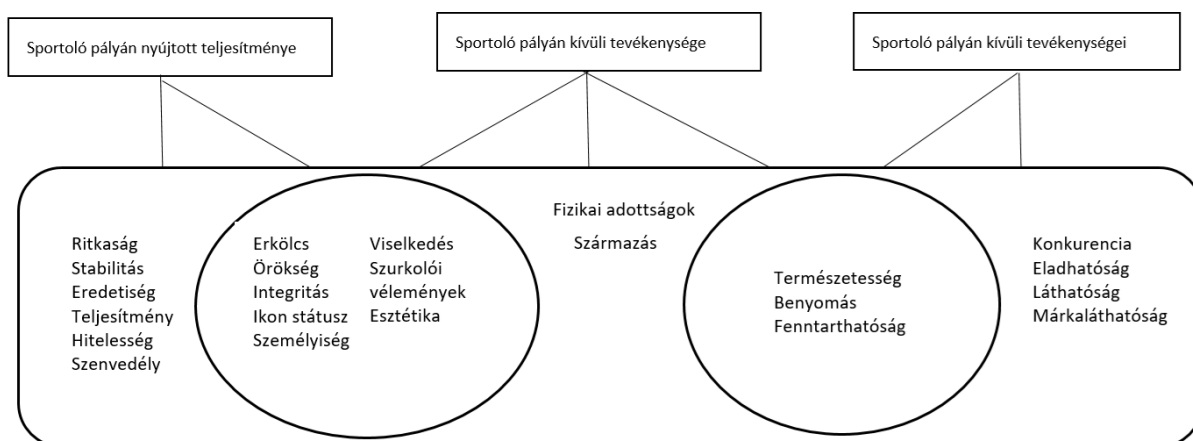 Sportoló pályán nyújtott teljesítménye
Sportoló pályán kívüli tevékenysége
Sportoló pályán kívüli tevékenységei
Ritkaság
Stabilitás
Eredetiség
Teljesítmény
Hitelesség
Szenvedély
Erkölcs
Örökség
Integritás
Ikon státusz
Személyiség
Viselkedés
Szurkolói
vélemények
Esztétika
Fizikai adottságok
Származás
Természetesség
Benyomás
Fenntarthatóság
Konkurencia
Eladhatóság
Láthatóság
Márkaláthatóság